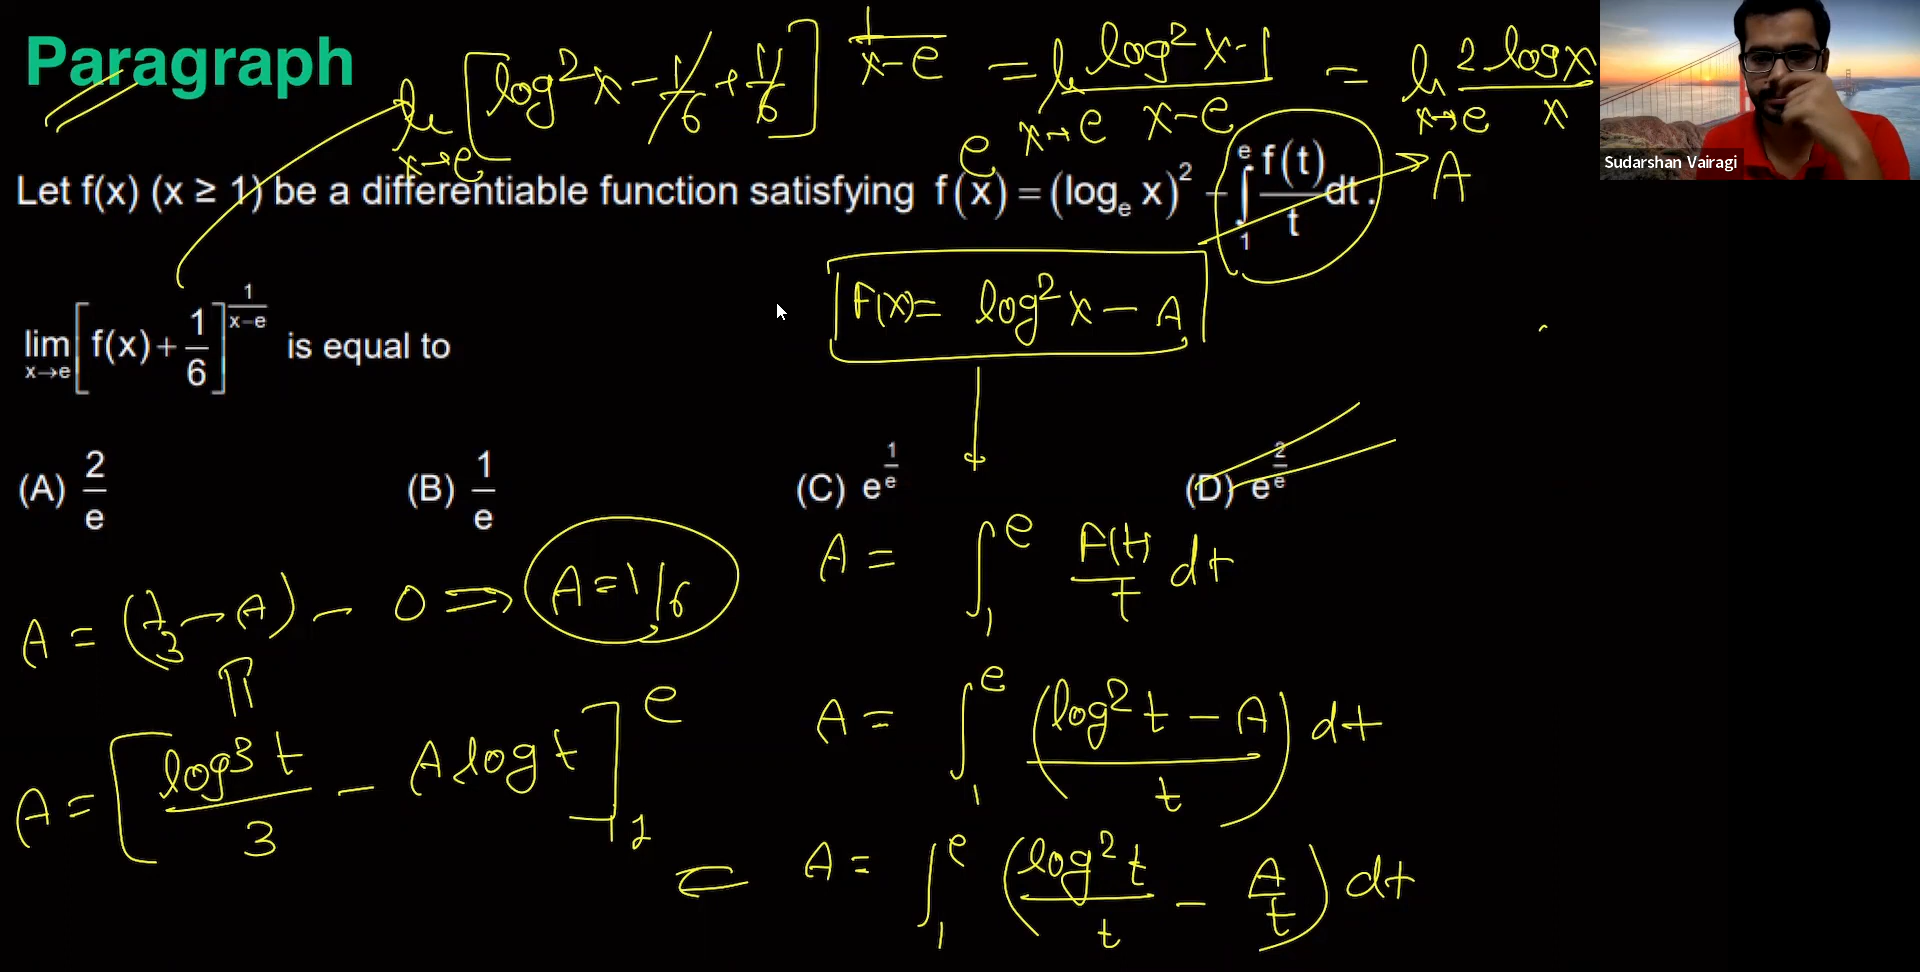 Paragraph
lim x→e [log²x - 1/6 + 1/6]^(1/(x-e)) = e^ lim x→e (log²x-1)/(x-e) = lim x→e (2 logx)/x
Sudarshan Vairagi
Let f(x) (x ≥ 1) be a differentiable function satisfying f(x) = (logₑ x)² - ∫₁ᵉ f(t)/t dt. → A
F(x)= log²x - A
lim x→e [f(x) + 1/6]^(1/(x-e)) is equal to
(A) 2/e (B) 1/e (C) e^(1/e) (D) e^(2/e)
A = ∫₁ᵉ F(t)/t dt
A = (1/3 - A) - 0 ⇒ A = 1/6
A = ∫₁ᵉ (log²t - A)/t dt
A = [log³t/3 - A log t]₁ᵉ
A = ∫₁ᵉ (log²t/t - A/t) dt